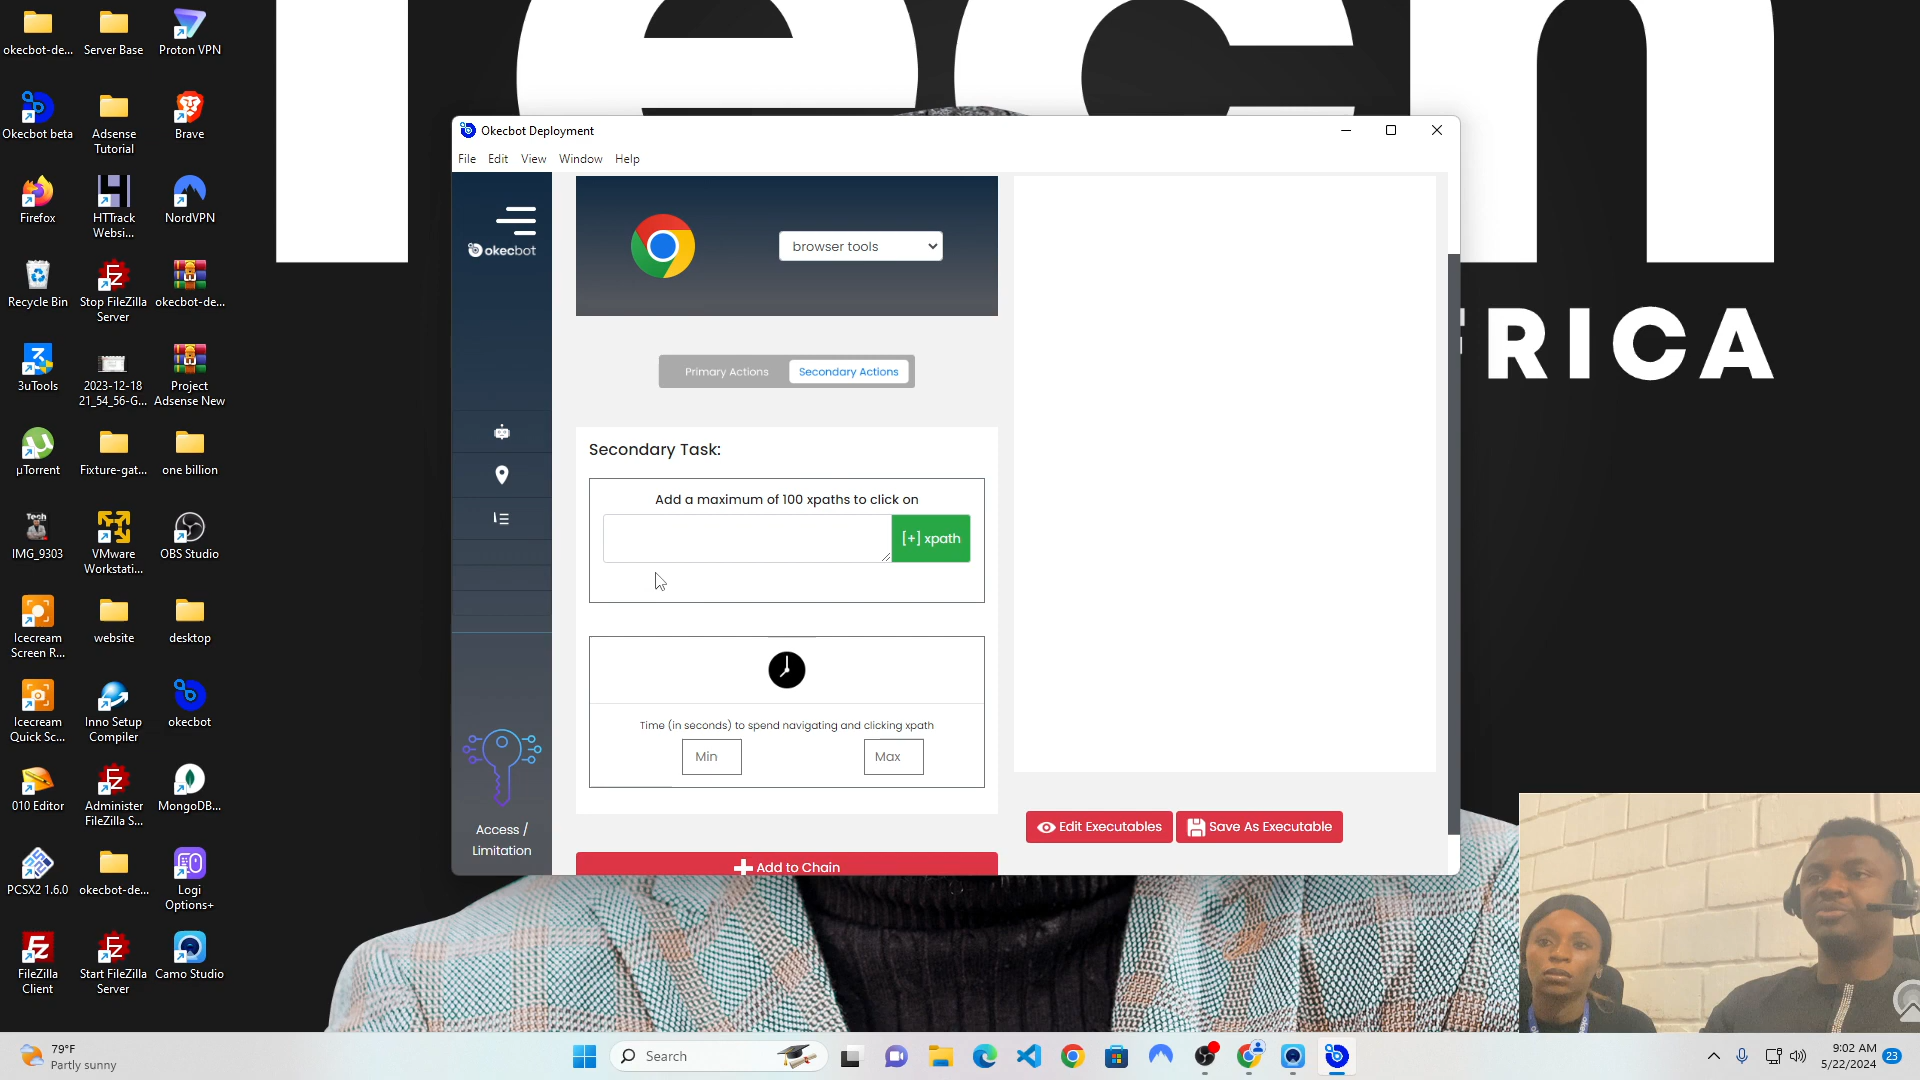 Tech
AFRICA
okecbot-de...
Server Base
Proton VPN
Okecbot beta
Adsense
Tutorial
Brave
Firefox
HTTrack
Websi...
NordVPN
Recycle Bin
Stop FileZilla
Server
okecbot-de...
3uTools
2023-12-18
21_54_56-G...
Project
Adsense New
µTorrent
Fixture-gat...
one billion
IMG_9303
VMware
Workstati...
OBS Studio
Icecream
Screen R...
website
desktop
Icecream
Quick Sc...
Inno Setup
Compiler
okecbot
010 Editor
Administer
FileZilla S...
MongoDB...
PCSX2 1.6.0
okecbot-de...
Logi
Options+
FileZilla
Client
Start FileZilla
Server
Camo Studio
Okecbot Deployment
File Edit View Window Help
okecbot
browser tools
Primary Actions
Secondary Actions
Secondary Task:
Add a maximum of 100 xpaths to click on
[+] xpath
Time (in seconds) to spend navigating and clicking xpath
Min
Max
Add to Chain
Access /
Limitation
Edit Executables
Save As Executable
79°F
Partly sunny
Search
9:02 AM
5/22/2024
23